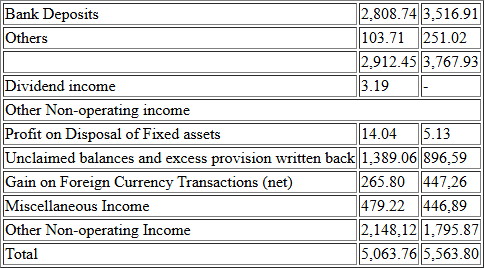 Bank Deposits 2,808.74 3,516.91
Others 103.71 251.02
2,912.45 3,767.93
Dividend income 3.19 -
Other Non-operating income
Profit on Disposal of Fixed assets 14.04 5.13
Unclaimed balances and excess provision written back 1,389.06 896,59
Gain on Foreign Currency Transactions (net) 265.80 447,26
Miscellaneous Income 479.22 446,89
Other Non-operating Income 2,148,12 1,795.87
Total 5,063.76 5,563.80